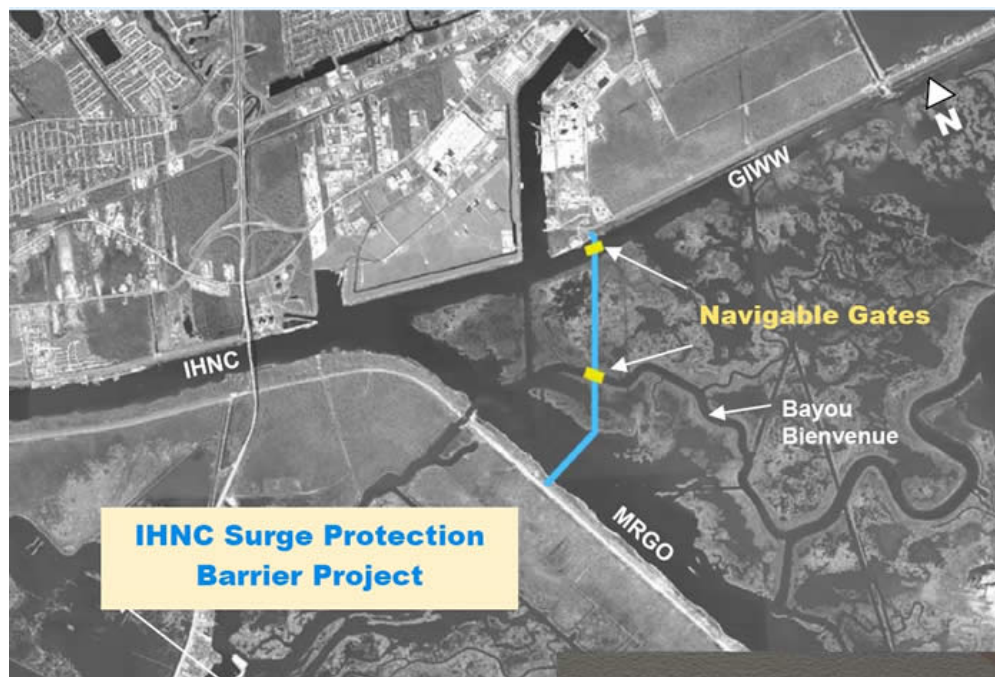 N
GIWW
Navigable Gates
IHNC
Bayou
Bienvenue
MRGO
IHNC Surge Protection
Barrier Project